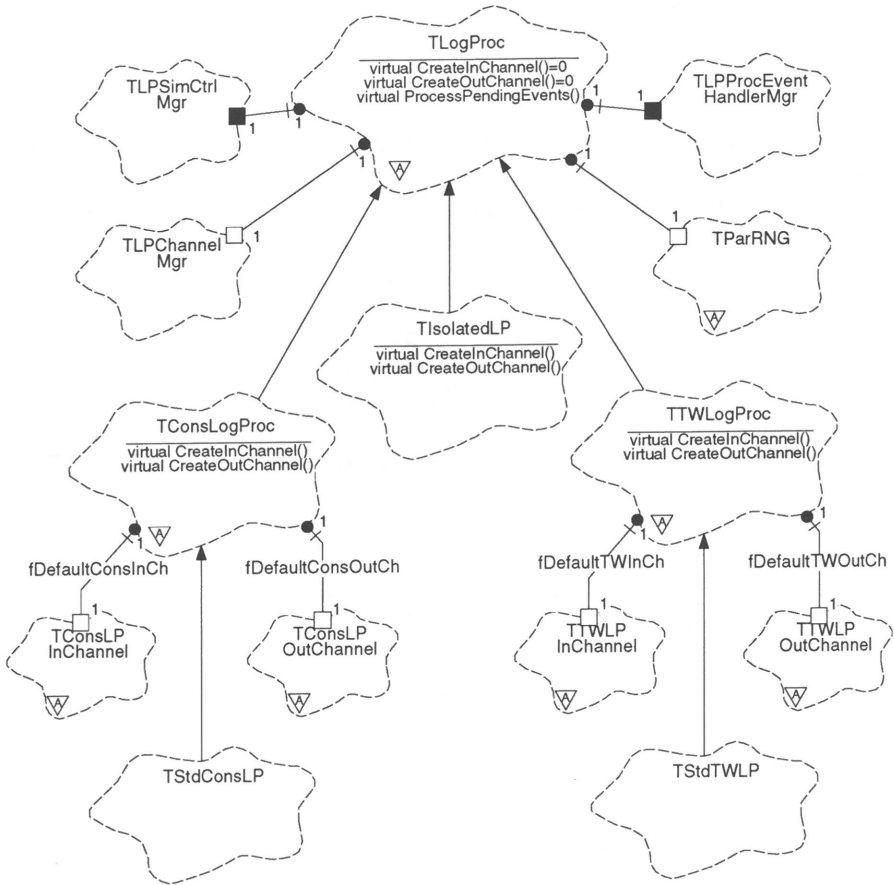 TLogProc
virtual CreateInChannel()=0
virtual CreateOutChannel()=0
virtual ProcessPendingEvents()
TLPSimCtrl
Mgr
1
1
TLPProcEvent
HandlerMgr
1
1
A
1
1
TLPChannel
Mgr
1
1
TParRNG
A
TIsolatedLP
virtual CreateInChannel()
virtual CreateOutChannel()
TConsLogProc
virtual CreateInChannel()
virtual CreateOutChannel()
A
1
1
TTWLogProc
virtual CreateInChannel()
virtual CreateOutChannel()
A
1
1
fDefaultConsInCh
fDefaultConsOutCh
fDefaultTWInCh
fDefaultTWOutCh
1
TConsLP
InChannel
A
1
TConsLP
OutChannel
A
1
TTWLP
InChannel
A
1
TTWLP
OutChannel
A
TStdConsLP
TStdTWLP